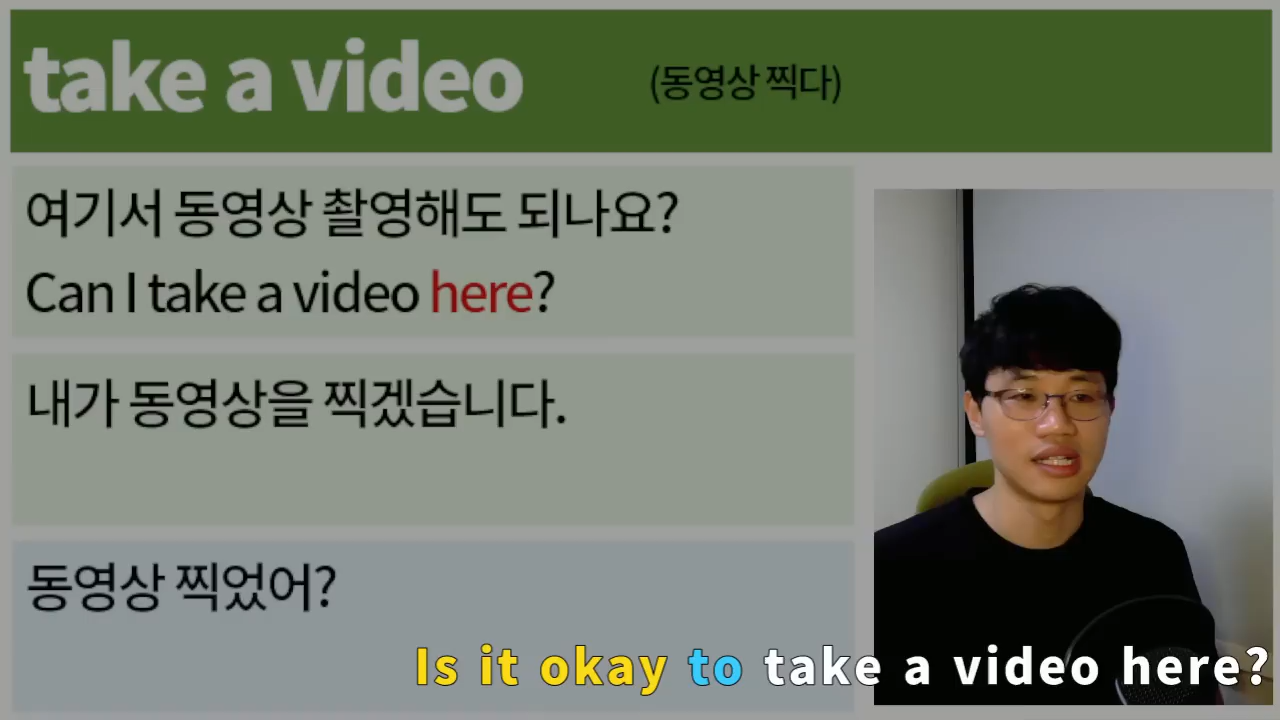 take a video (동영상 찍다)
여기서 동영상 촬영해도 되나요?
Can I take a video here?
내가 동영상을 찍겠습니다.
동영상 찍었어?
Is it okay to take a video here?